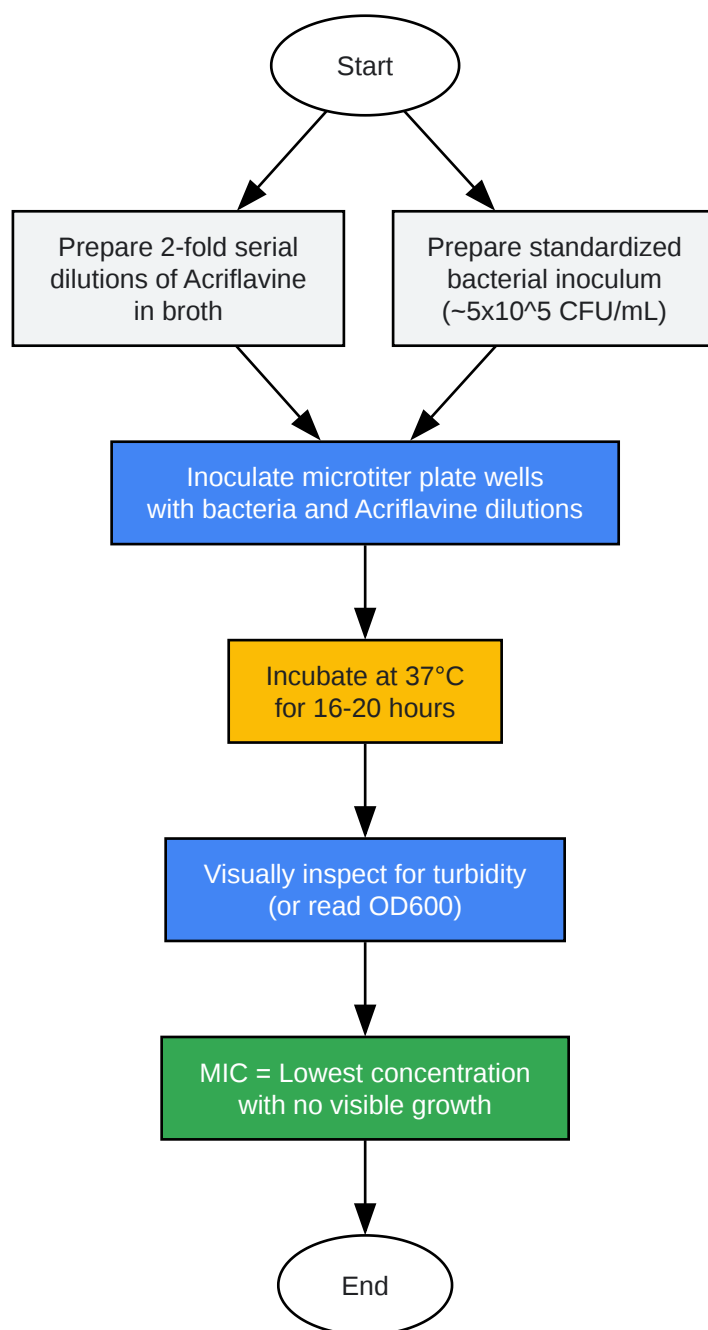 Start
Prepare 2-fold serial
dilutions of Acriflavine
in broth
Prepare standardized
bacterial inoculum
(~5x10^5 CFU/mL)
Inoculate microtiter plate wells
with bacteria and Acriflavine dilutions
Incubate at 37°C
for 16-20 hours
Visually inspect for turbidity
(or read OD600)
MIC = Lowest concentration
with no visible growth
End